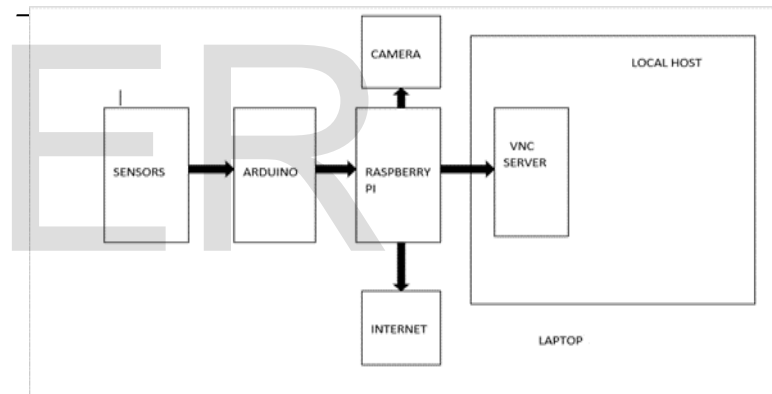 CAMERA
LOCAL HOST
SENSORS
ARDUINO
RASPBERRY
PI
VNC
SERVER
INTERNET
LAPTOP
ER